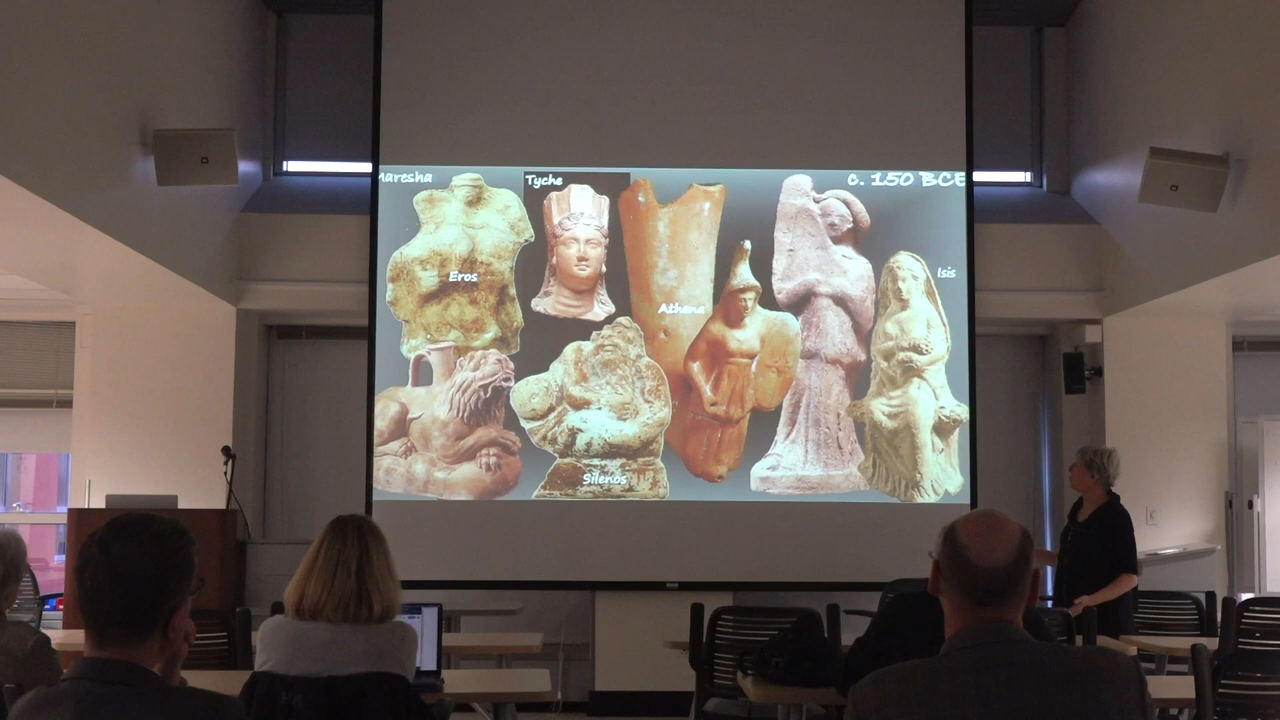 Maresha
Tyche
c. 150 BCE
Eros
Isis
Athena
Silenos